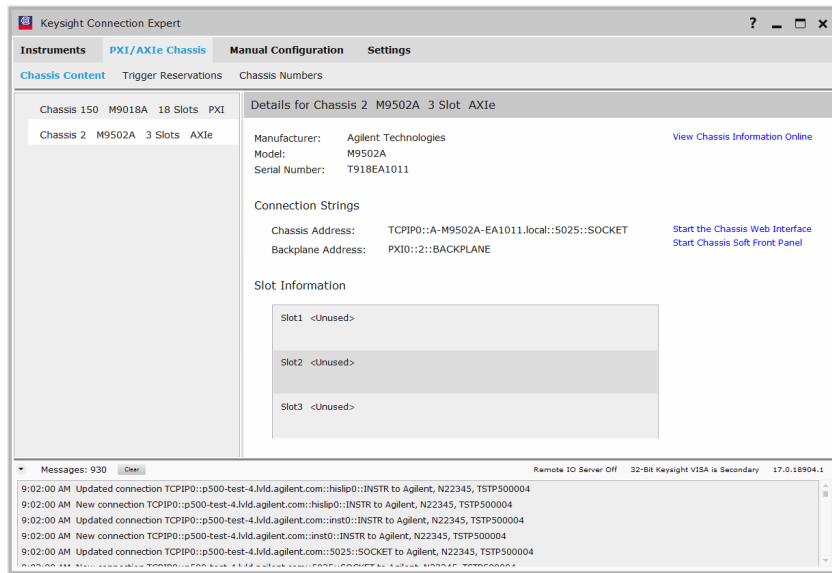 Keysight Connection Expert
Instruments PXI/AXIe Chassis Manual Configuration Settings
Chassis Content Trigger Reservations Chassis Numbers
Chassis 150 M9018A 18 Slots PXI
Chassis 2 M9502A 3 Slots AXIe
Details for Chassis 2 M9502A 3 Slot AXIe
Manufacturer: Agilent Technologies
View Chassis Information Online
Model: M9502A
Serial Number: T918EA1011
Connection Strings
Chassis Address: TCPIP0::A-M9502A-EA1011.local::5025::SOCKET
Start the Chassis Web Interface
Backplane Address: PXI0::2::BACKPLANE
Start Chassis Soft Front Panel
Slot Information
Slot1 <Unused>
Slot2 <Unused>
Slot3 <Unused>
Messages: 930 Clear Remote IO Server Off 32-Bit Keysight VISA is Secondary 17.0.18904.1
9:02:00 AM Updated connection TCPIP0::p500-test-4.lvld.agilent.com::hislip0::INSTR to Agilent, N22345, TSTP500004
9:02:00 AM New connection TCPIP0::p500-test-4.lvld.agilent.com::hislip0::INSTR to Agilent, N22345, TSTP500004
9:02:00 AM Updated connection TCPIP0::p500-test-4.lvld.agilent.com::inst0::INSTR to Agilent, N22345, TSTP500004
9:02:00 AM New connection TCPIP0::p500-test-4.lvld.agilent.com::inst0::INSTR to Agilent, N22345, TSTP500004
9:02:00 AM Updated connection TCPIP0::p500-test-4.lvld.agilent.com::5025::SOCKET to Agilent, N22345, TSTP500004